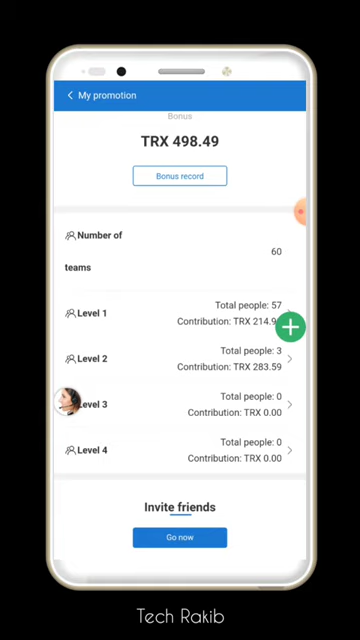 My promotion
Bonus
TRX 498.49
Bonus record
Number of
60
teams
Total people: 57
Level 1
Contribution: TRX 214.9
Total people: 3
Level 2
Contribution: TRX 283.59
Total people: 0
Level 3
Contribution: TRX 0.00
Total people: 0
Level 4
Contribution: TRX 0.00
Invite friends
Go now
Tech Rakib